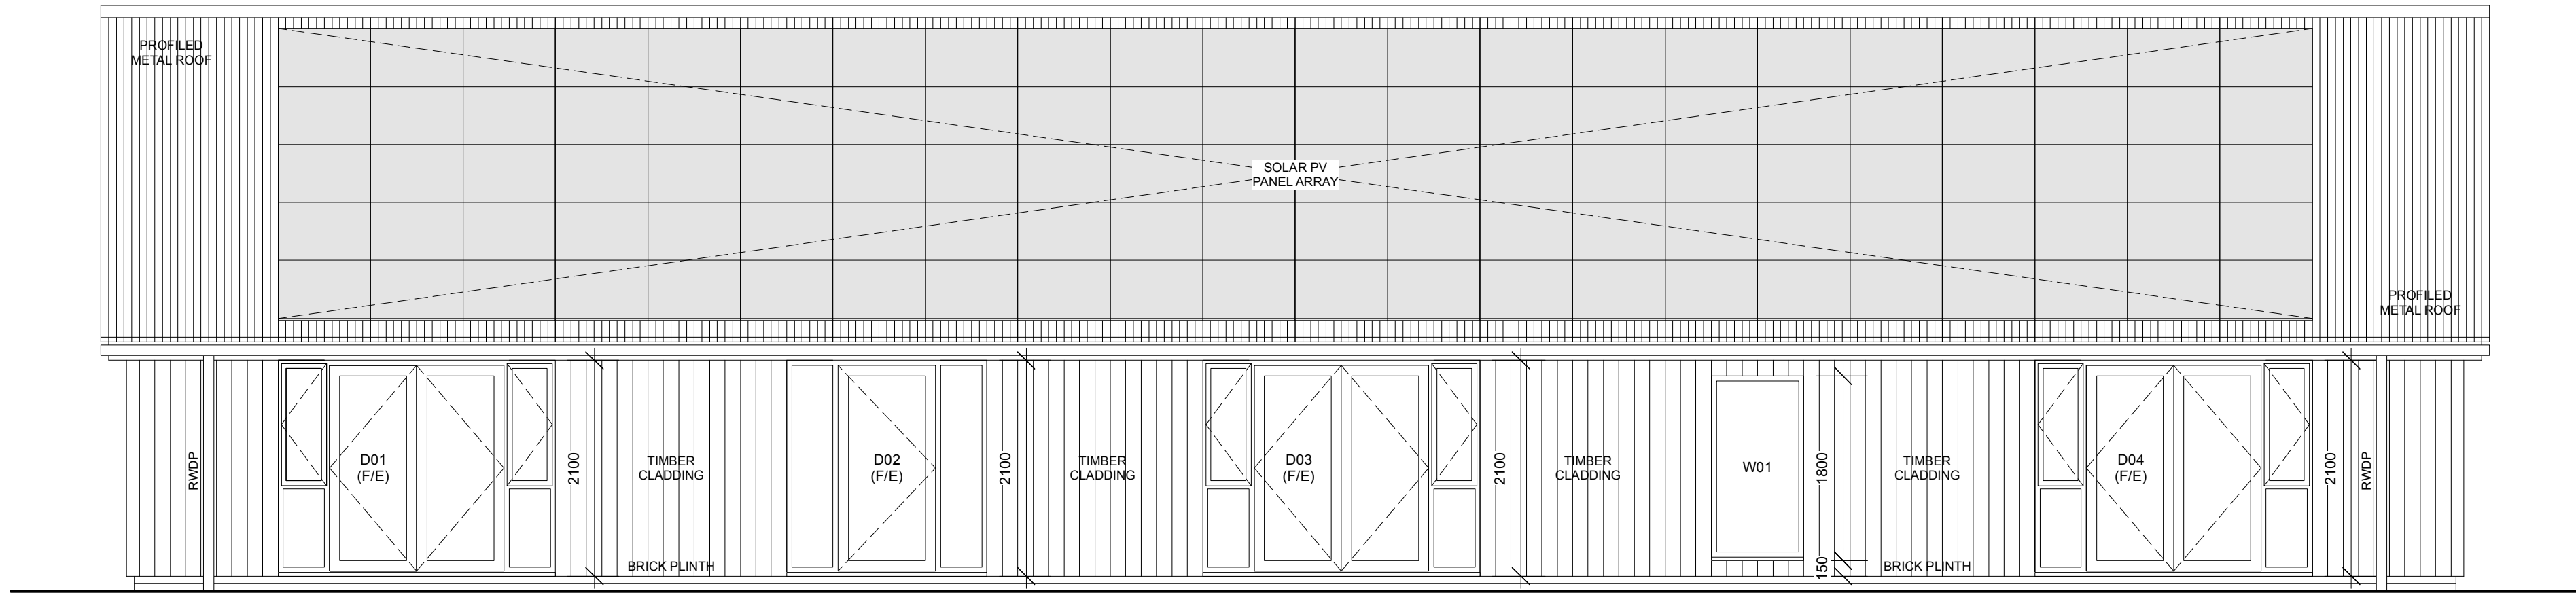 PROFILED
METAL ROOF
SOLAR PV
PANEL ARRAY
PROFILED
METAL ROOF
RWDP
D01
(F/E)
2100
TIMBER
CLADDING
BRICK PLINTH
D02
(F/E)
2100
TIMBER
CLADDING
D03
(F/E)
2100
TIMBER
CLADDING
W01
1800
150
TIMBER
CLADDING
BRICK PLINTH
D04
(F/E)
2100
RWDP